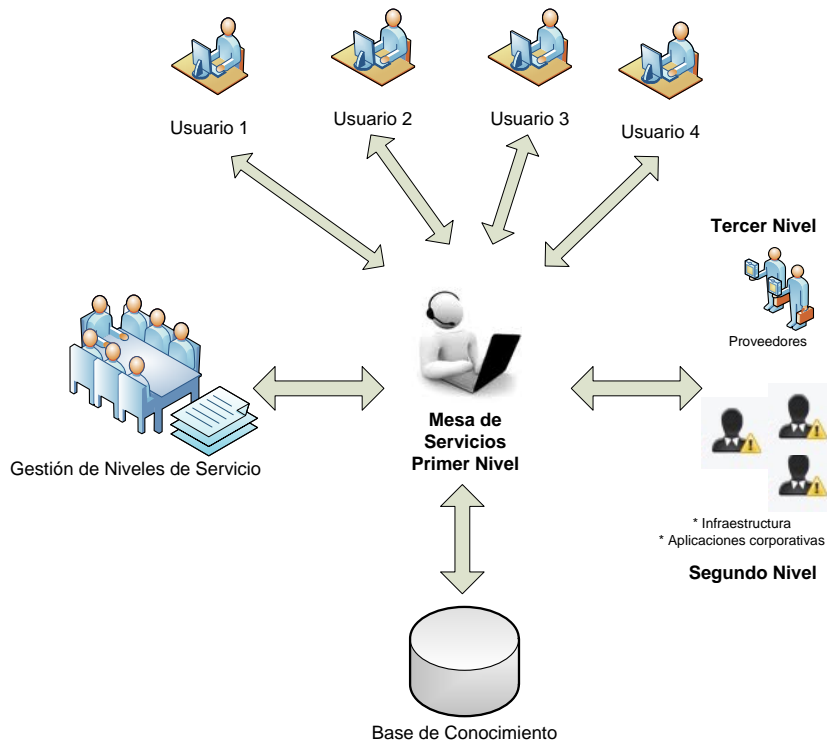 Usuario 1
Usuario 2
Usuario 3
Usuario 4
Tercer Nivel
Proveedores
Mesa de
Servicios
Primer Nivel
Gestión de Niveles de Servicio
* Infraestructura
* Aplicaciones corporativas
Segundo Nivel
Base de Conocimiento